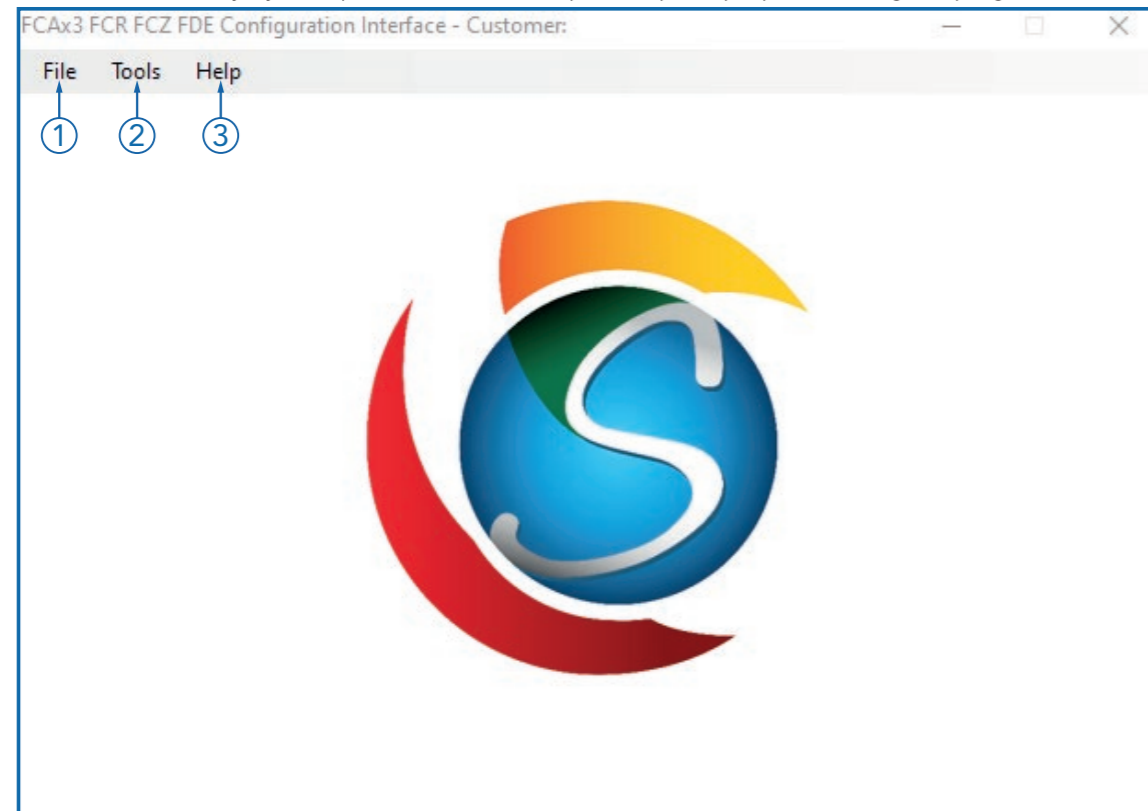 FCAx3 FCR FCZ FDE Configuration Interface - Customer:
File Tools Help
1 2 3
S